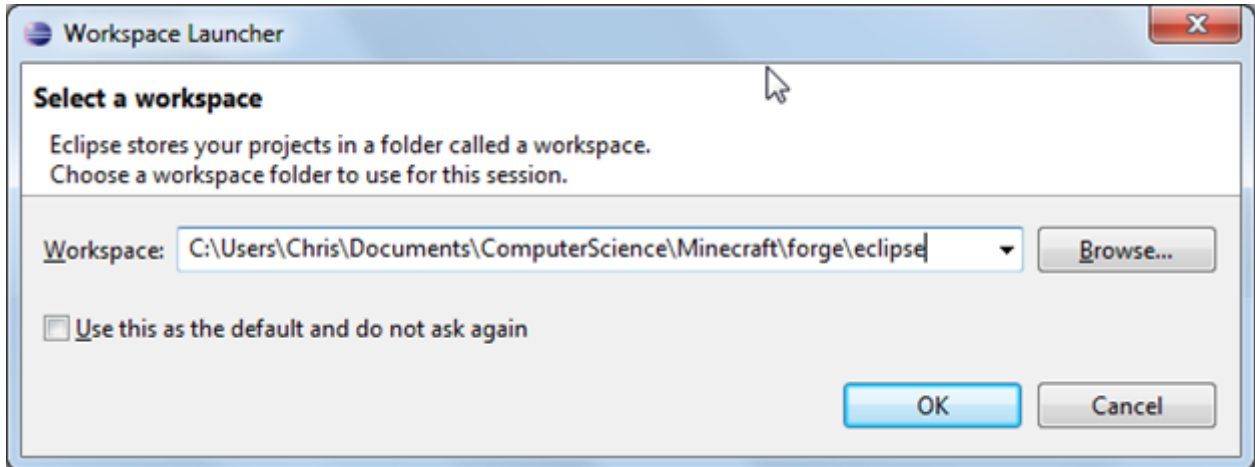 Workspace Launcher
Select a workspace
Eclipse stores your projects in a folder called a workspace.
Choose a workspace folder to use for this session.
Workspace: C:\Users\Chris\Documents\ComputerScience\Minecraft\forge\eclipse Browse...
Use this as the default and do not ask again
OK Cancel